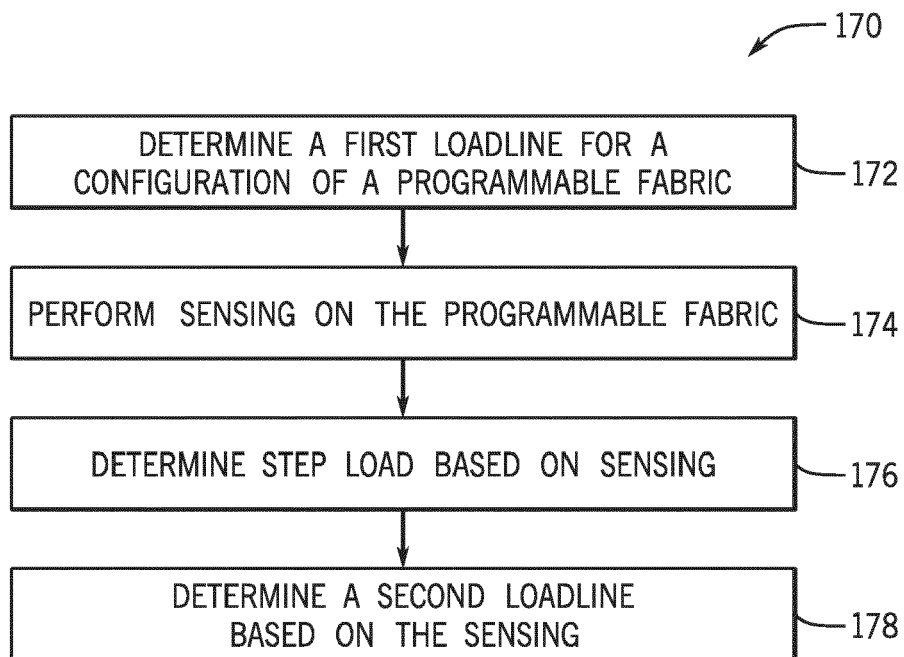 170
DETERMINE A FIRST LOADLINE FOR A
CONFIGURATION OF A PROGRAMMABLE FABRIC
172
PERFORM SENSING ON THE PROGRAMMABLE FABRIC
174
DETERMINE STEP LOAD BASED ON SENSING
176
DETERMINE A SECOND LOADLINE
BASED ON THE SENSING
178